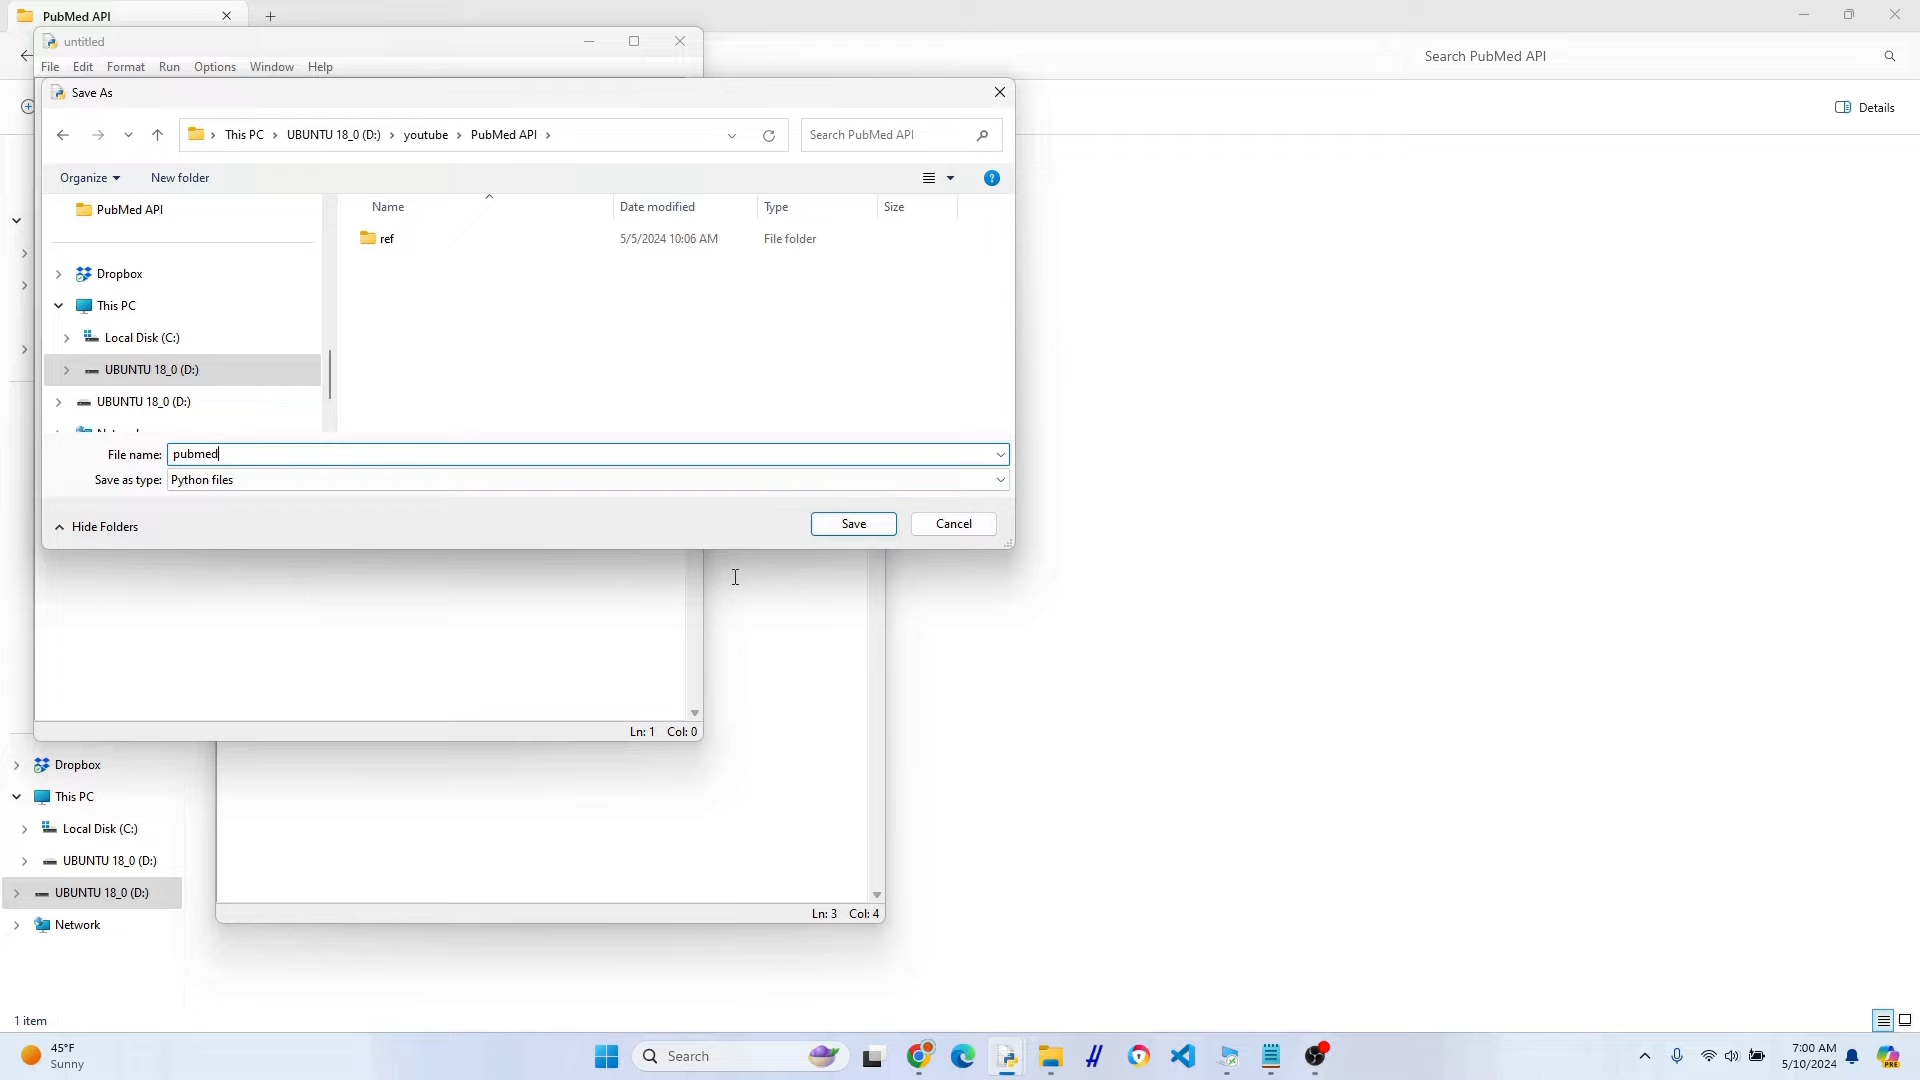 PubMed API
untitled
File Edit Format Run Options Window Help
Search PubMed API
Save As
Details
This PC UBUNTU 18_0 (D:) youtube PubMed API
Search PubMed API
Organize New folder
PubMed API
Name Date modified Type Size
ref 5/5/2024 10:06 AM File folder
Dropbox
This PC
Local Disk (C:)
UBUNTU 18_0 (D:)
UBUNTU 18_0 (D:)
File name: pubmed
Save as type: Python files
Hide Folders
Save Cancel
Ln: 1 Col: 0
Dropbox
This PC
Local Disk (C:)
UBUNTU 18_0 (D:)
UBUNTU 18_0 (D:)
Ln: 3 Col: 4
Network
1 item
45°F
Sunny
Search
7:00 AM
5/10/2024
PRE